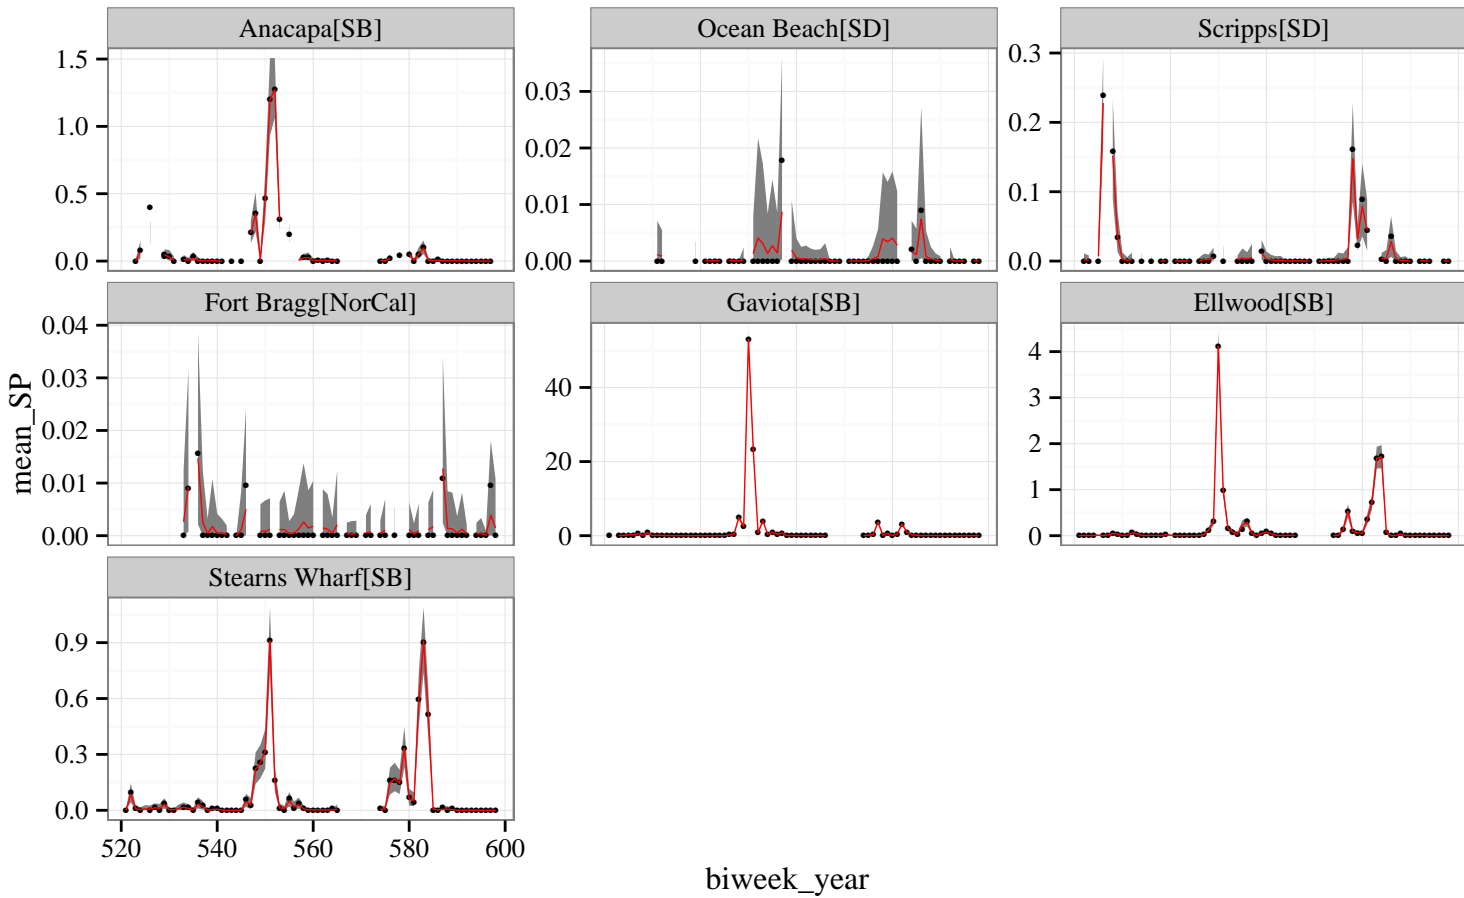 Anacapa[SB]
Ocean Beach[SD]
Scripps[SD]
1.5
1.0
0.5
0.0
0.03
0.02
0.01
0.00
0.3
0.2
0.1
0.0
Fort Bragg[NorCal]
Gaviota[SB]
Ellwood[SB]
0.04
0.03
0.02
0.01
0.00
40
20
0
4
3
2
1
0
mean_SP
Stearns Wharf[SB]
0.9
0.6
0.3
0.0
520 540 560 580 600
biweek_year